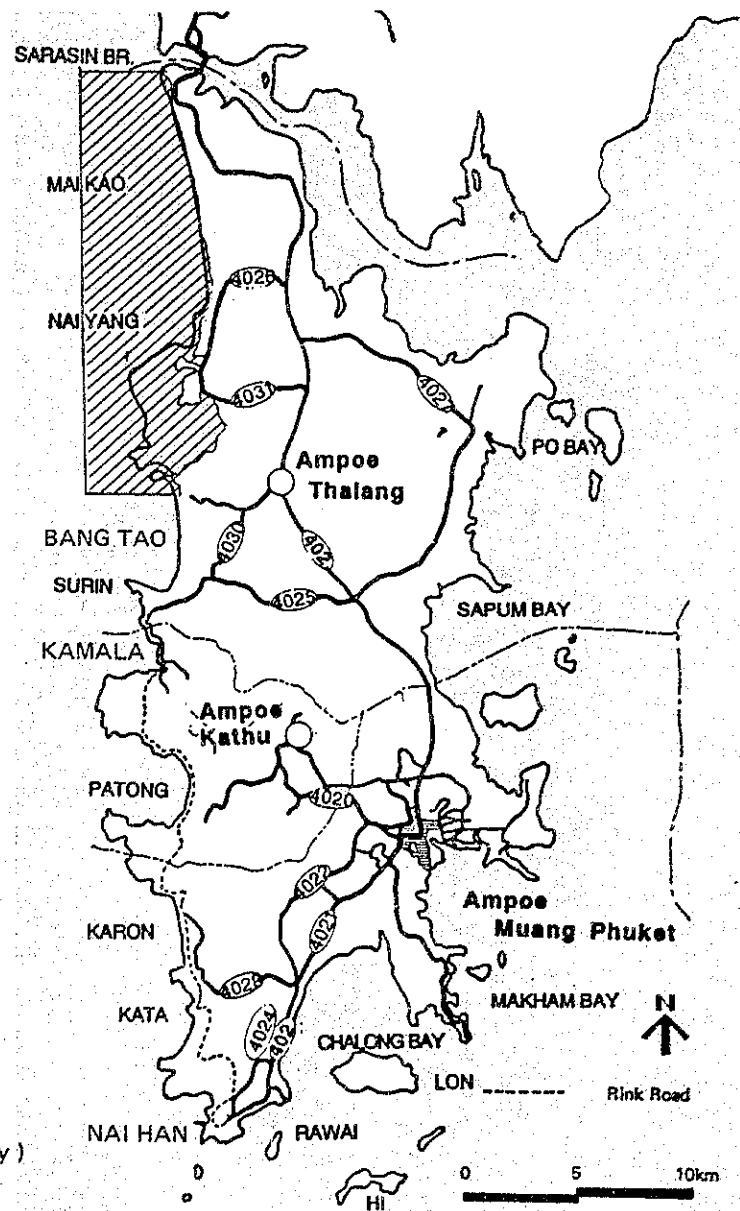 SARASIN BR.
MAI KAO
4026
NAI YANG
4031
4027
PO BAY
Ampoe
Thalang
BANG TAO
4030
402
SURIN
4025
SAPUM BAY
KAMALA
Ampoe
Kathu
PATONG
4020
4022
Ampoe
Muang Phuket
KARON
4021
4028
MAKHAM BAY
N
KATA
4024
402
CHALONG BAY
LON
Rink Road
NAI HAN
RAWAI
y )
0
0 5 10km
HI